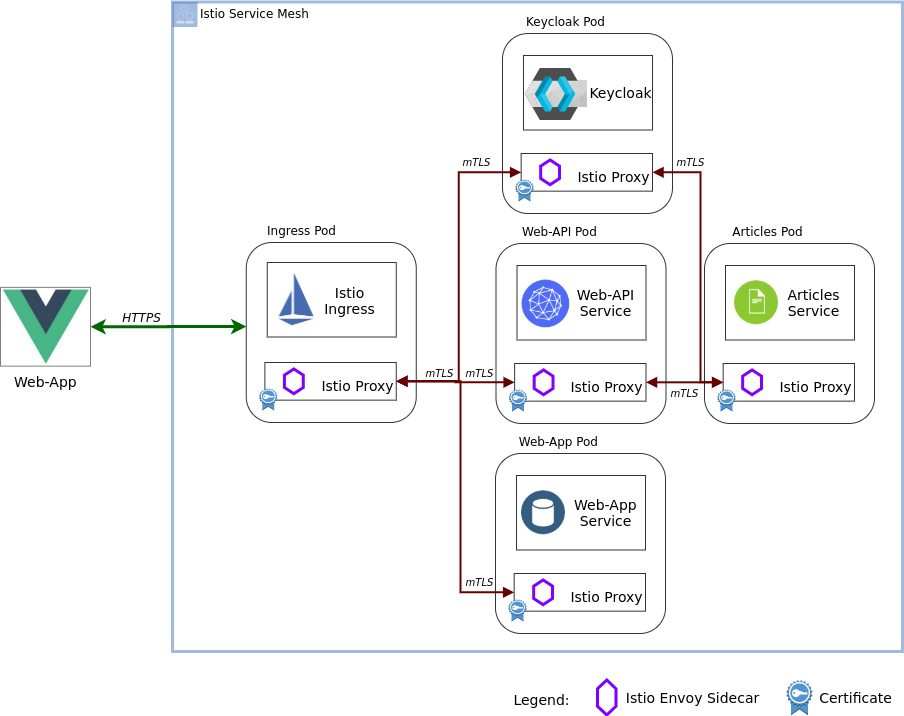 Istio Service Mesh
Keycloak Pod
Keycloak
mTLS
Istio Proxy
mTLS
Ingress Pod
Istio
Ingress
Istio Proxy
Web-API Pod
Web-API
Service
Istio Proxy
Articles Pod
Articles
Service
Istio Proxy
HTTPS
Web-App
mTLS
mTLS
mTLS
Web-App Pod
Web-App
Service
mTLS
Istio Proxy
Legend:
Istio Envoy Sidecar
Certificate